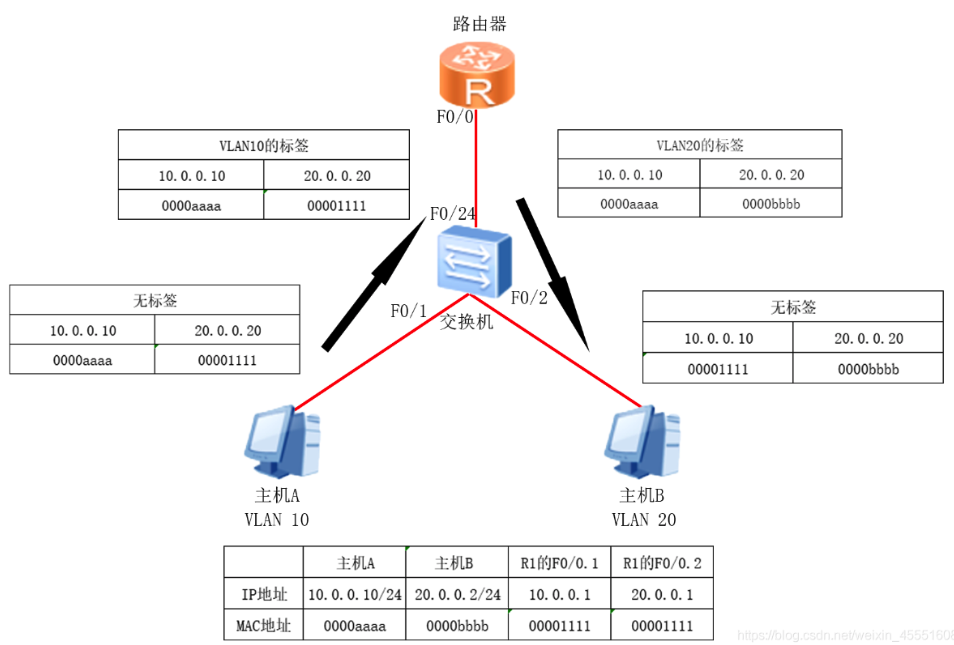 路由器
R
F0/0
VLAN10的标签
10.0.0.10 20.0.0.20
0000aaaa 00001111
VLAN20的标签
10.0.0.10 20.0.0.20
0000aaaa 0000bbbb
F0/24
无标签
10.0.0.10 20.0.0.20
0000aaaa 00001111
F0/1
F0/2
交换机
无标签
10.0.0.10 20.0.0.20
00001111 0000bbbb
主机A
VLAN 10
主机B
VLAN 20
主机A 主机B R1的F0/0.1 R1的F0/0.2
IP地址 10.0.0.10/24 20.0.0.2/24 10.0.0.1 20.0.0.1
MAC地址 0000aaaa 0000bbbb 00001111 00001111
https://blog.csdn.net/weixin_45551608